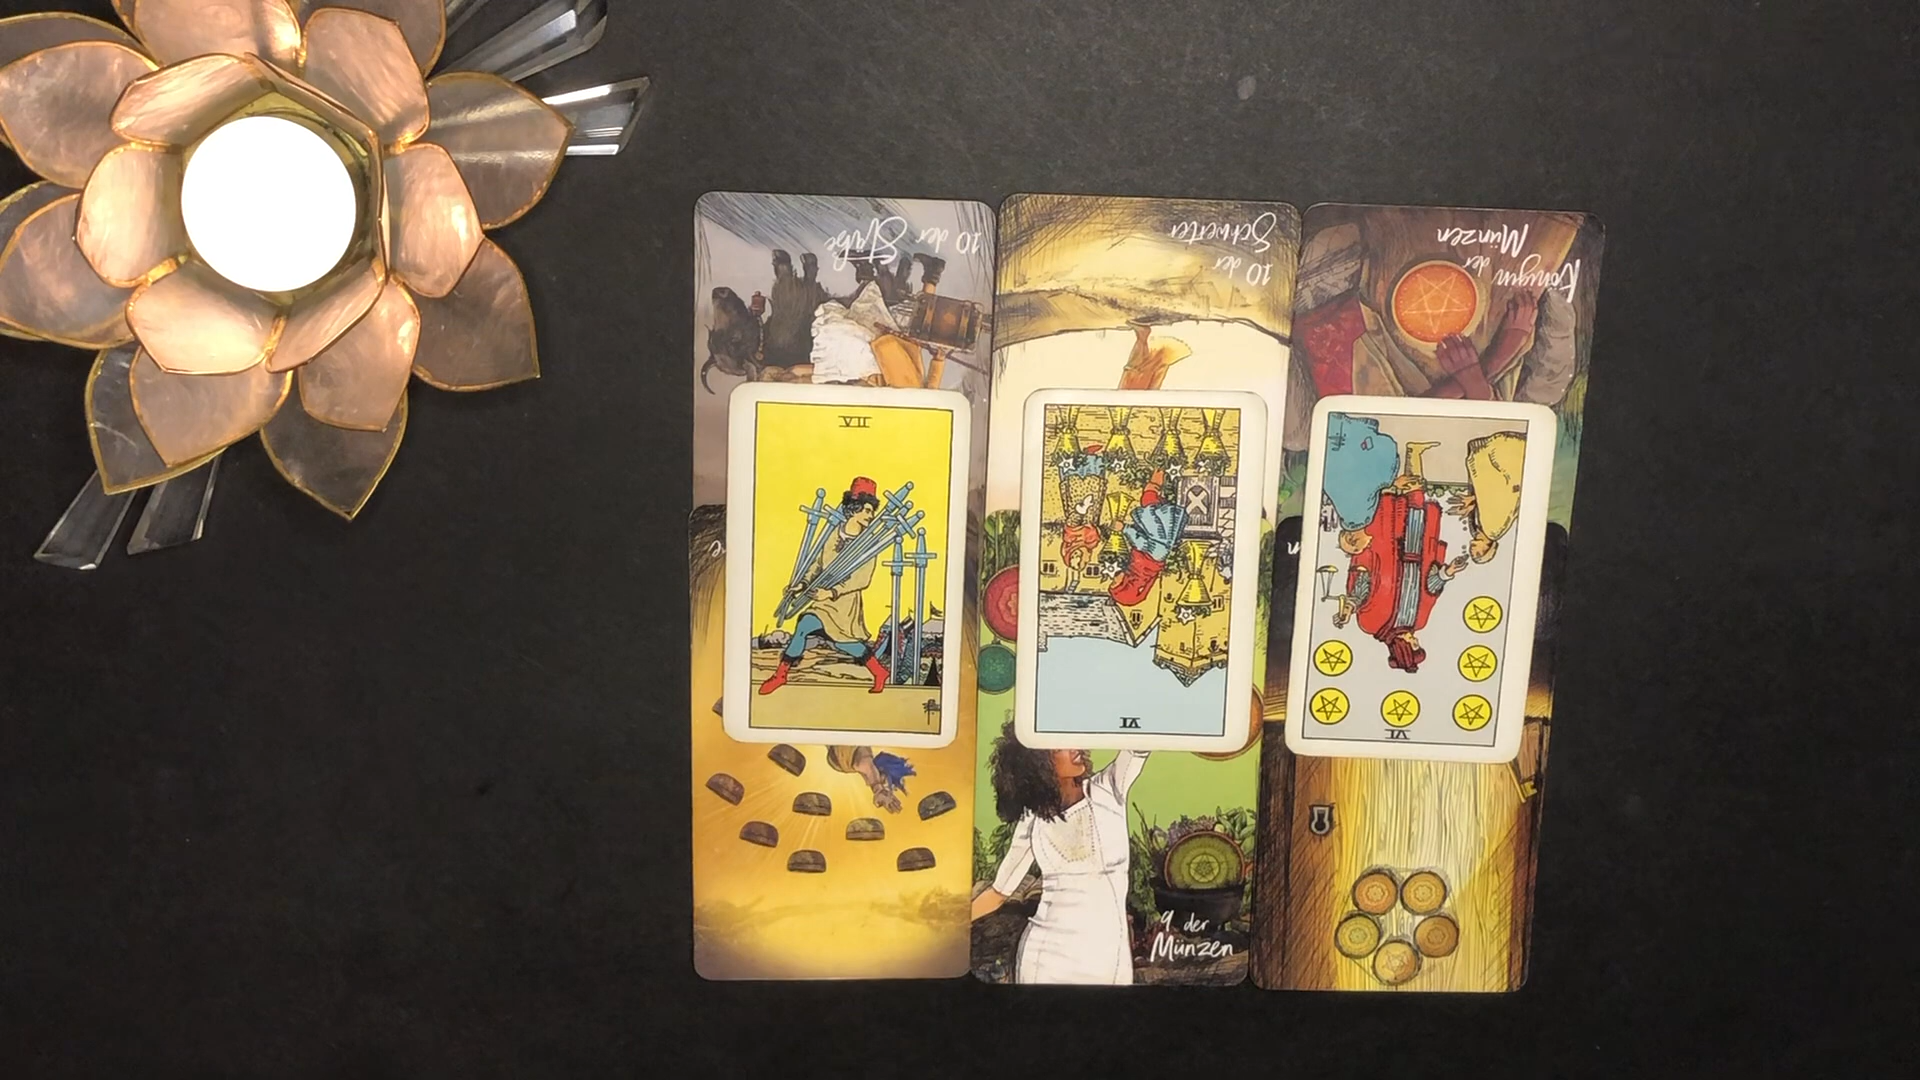 10 der Stäbe
10 der
Schwerter
Königin der
Münzen
VII
VI
VI
9 der
Münzen